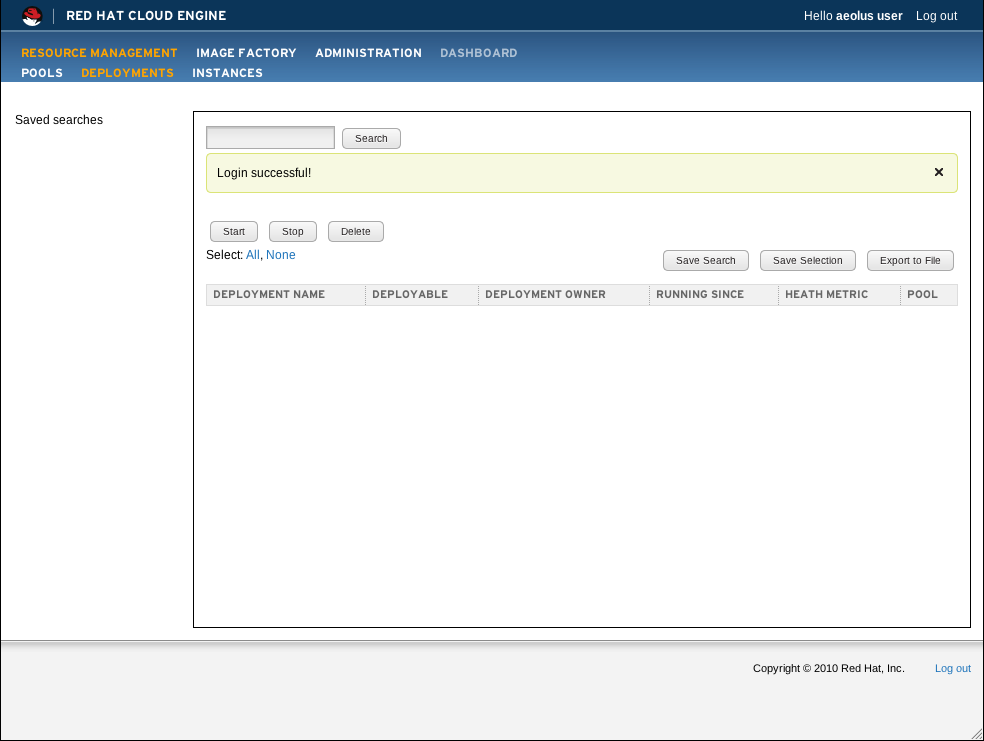 RED HAT CLOUD ENGINE Hello aeolus user Log out
RESOURCE MANAGEMENT IMAGE FACTORY ADMINISTRATION DASHBOARD
POOLS DEPLOYMENTS INSTANCES
Saved searches
Search
Login successful!
Start Stop Delete
Select: All, None
Save Search Save Selection Export to File
DEPLOYMENT NAME DEPLOYABLE DEPLOYMENT OWNER RUNNING SINCE HEATH METRIC POOL
Copyright © 2010 Red Hat, Inc. Log out